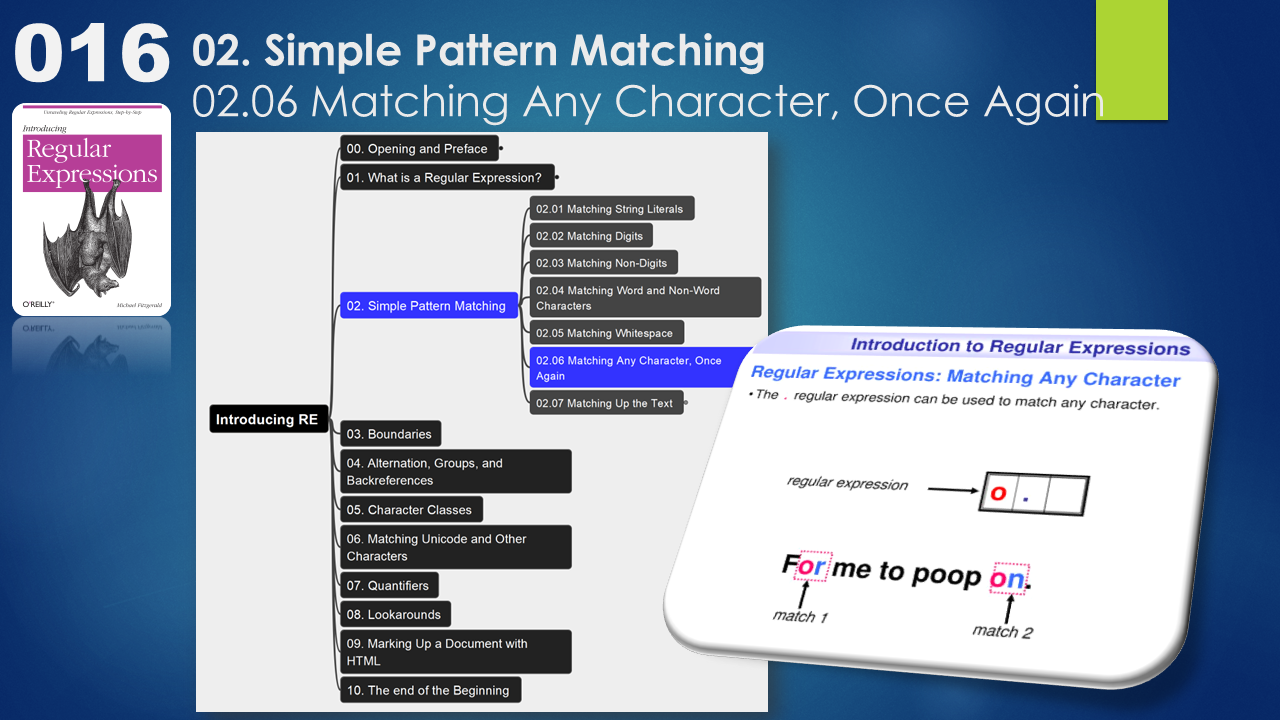 016
02. Simple Pattern Matching
02.06 Matching Any Character, Once Again
Unraveling Regular Expressions, Step-by-Step
Introducing
Regular
Expressions
O'REILLY®
Michael Fitzgerald
Introducing RE
00. Opening and Preface
01. What is a Regular Expression?
02. Simple Pattern Matching
02.01 Matching String Literals
02.02 Matching Digits
02.03 Matching Non-Digits
02.04 Matching Word and Non-Word
Characters
02.05 Matching Whitespace
02.06 Matching Any Character, Once
Again
02.07 Matching Up the Text
03. Boundaries
04. Alternation, Groups, and
Backreferences
05. Character Classes
06. Matching Unicode and Other
Characters
07. Quantifiers
08. Lookarounds
09. Marking Up a Document with
HTML
10. The end of the Beginning
Introduction to Regular Expressions
Regular Expressions: Matching Any Character
• The . regular expression can be used to match any character.
regular expression
o .
For me to poop on.
match 1
match 2